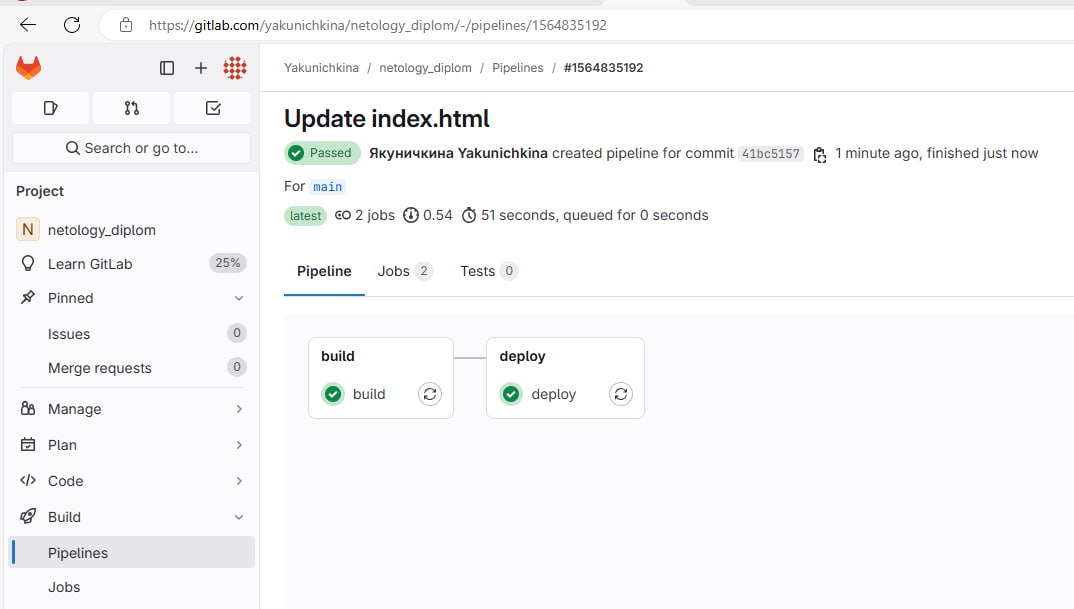 https://gitlab.com/yakunichkina/netology_diplom/-/pipelines/1564835192
Yakunichkina / netology_diplom / Pipelines / #1564835192
Search or go to...
Project
N netology_diplom
Learn GitLab 25%
Pinned
Issues 0
Merge requests 0
Manage
Plan
Code
Build
Pipelines
Jobs
Update index.html
Passed Якуничкина Yakunichkina created pipeline for commit 41bc5157 1 minute ago, finished just now
For main
latest 2 jobs 0.54 51 seconds, queued for 0 seconds
Pipeline Jobs 2 Tests 0
build
build
deploy
deploy